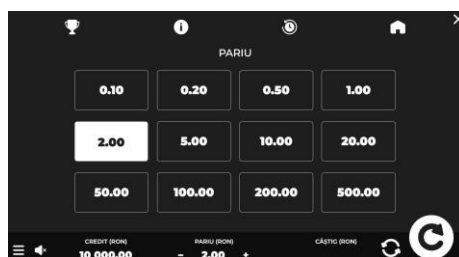 PARIU
0.10 0.20 0.50 1.00
2.00 5.00 10.00 20.00
50.00 100.00 200.00 500.00
CREDIT (RON) PARIU (RON) CÂȘTIG (RON)
10 000.00 - 2.00 +